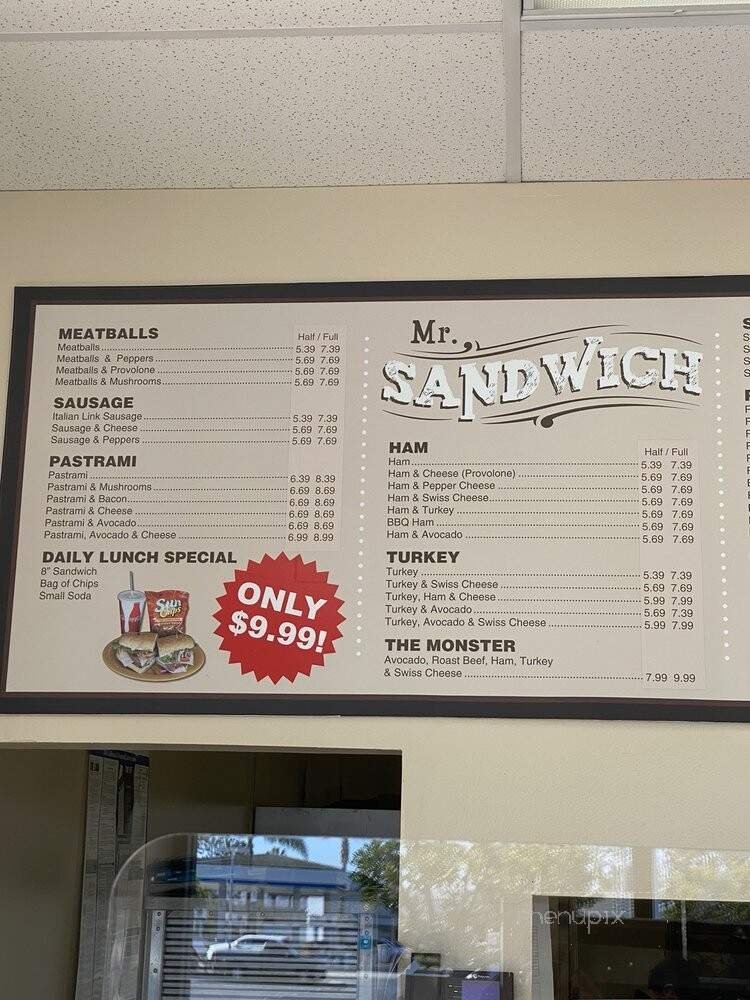 MEATBALLS
Half / Full
Meatballs 5.39 7.39
Meatballs & Peppers 5.69 7.69
Meatballs & Provolone 5.69 7.69
Meatballs & Mushrooms 5.69 7.69
SAUSAGE
Italian Link Sausage 5.39 7.39
Sausage & Cheese 5.69 7.69
Sausage & Peppers 5.69 7.69
PASTRAMI
Pastrami 6.39 8.39
Pastrami & Mushrooms 6.69 8.69
Pastrami & Bacon 6.69 8.69
Pastrami & Cheese 6.69 8.69
Pastrami & Avocado 6.69 8.69
Pastrami, Avocado & Cheese 6.99 8.99
DAILY LUNCH SPECIAL
8" Sandwich
Bag of Chips
Small Soda
Sun
Chips
ONLY
$9.99!
Mr.
SANDWICH
HAM
Half / Full
Ham 5.39 7.39
Ham & Cheese (Provolone) 5.69 7.69
Ham & Pepper Cheese 5.69 7.69
Ham & Swiss Cheese 5.69 7.69
Ham & Turkey 5.69 7.69
BBQ Ham 5.69 7.69
Ham & Avocado 5.69 7.69
TURKEY
Turkey 5.39 7.39
Turkey & Swiss Cheese 5.69 7.69
Turkey, Ham & Cheese 5.99 7.99
Turkey & Avocado 5.69 7.69
Turkey, Avocado & Swiss Cheese 5.99 7.99
THE MONSTER
Avocado, Roast Beef, Ham, Turkey
& Swiss Cheese 7.99 9.99
menupix